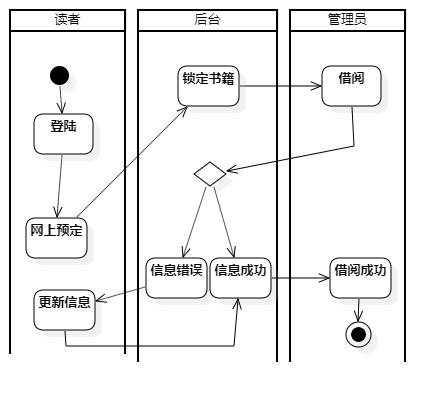 读者
后台
管理员
锁定书籍
借阅
登陆
网上预定
信息错误
信息成功
借阅成功
更新信息